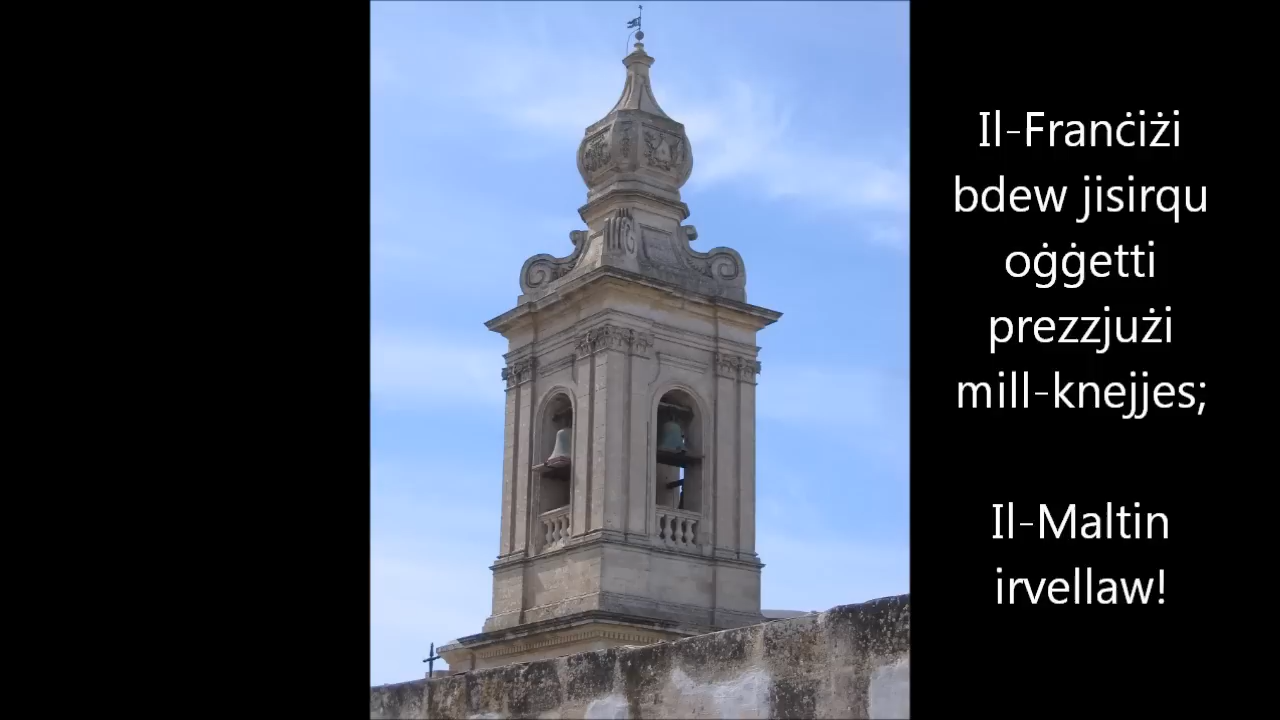 Il-Franċiżi
bdew jisirqu
oġġetti
prezzjużi
mill-knejjes;
Il-Maltin
irvellaw!